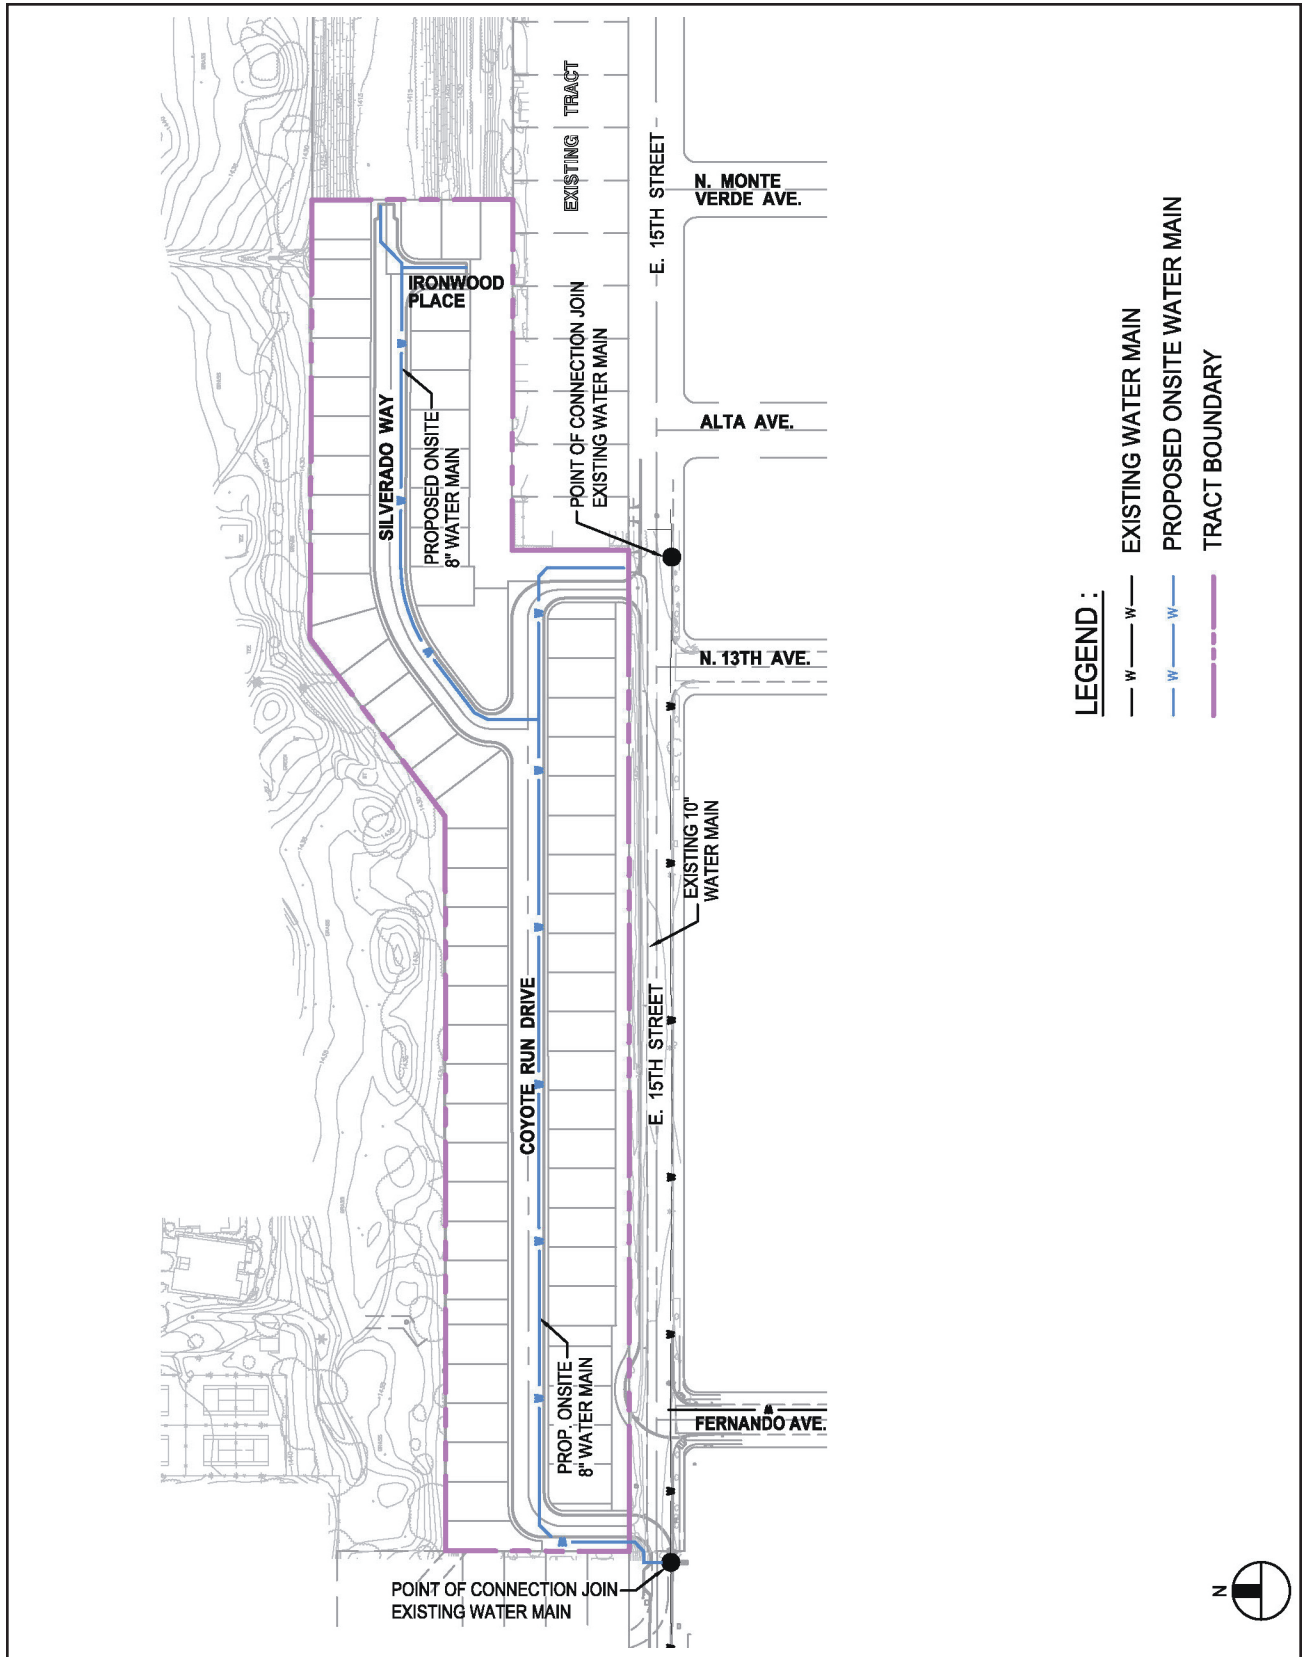 EXISTING TRACT
E. 15TH STREET
N. MONTE
VERDE AVE.
IRONWOOD
PLACE
POINT OF CONNECTION JOIN
EXISTING WATER MAIN
SILVERADO WAY
PROPOSED ONSITE
8" WATER MAIN
ALTA AVE.
N. 13TH AVE.
EXISTING 10"
WATER MAIN
COYOTE RUN DRIVE
E. 15TH STREET
PROP. ONSITE
8" WATER MAIN
FERNANDO AVE.
POINT OF CONNECTION JOIN
EXISTING WATER MAIN
LEGEND :
W EXISTING WATER MAIN
W W PROPOSED ONSITE WATER MAIN
TRACT BOUNDARY
N